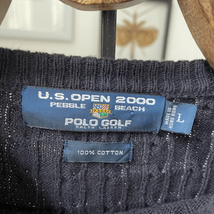 U.S. OPEN 2000
PEBBLE BEACH
POLO GOLF
RALPH LAUREN
L
100% COTTON